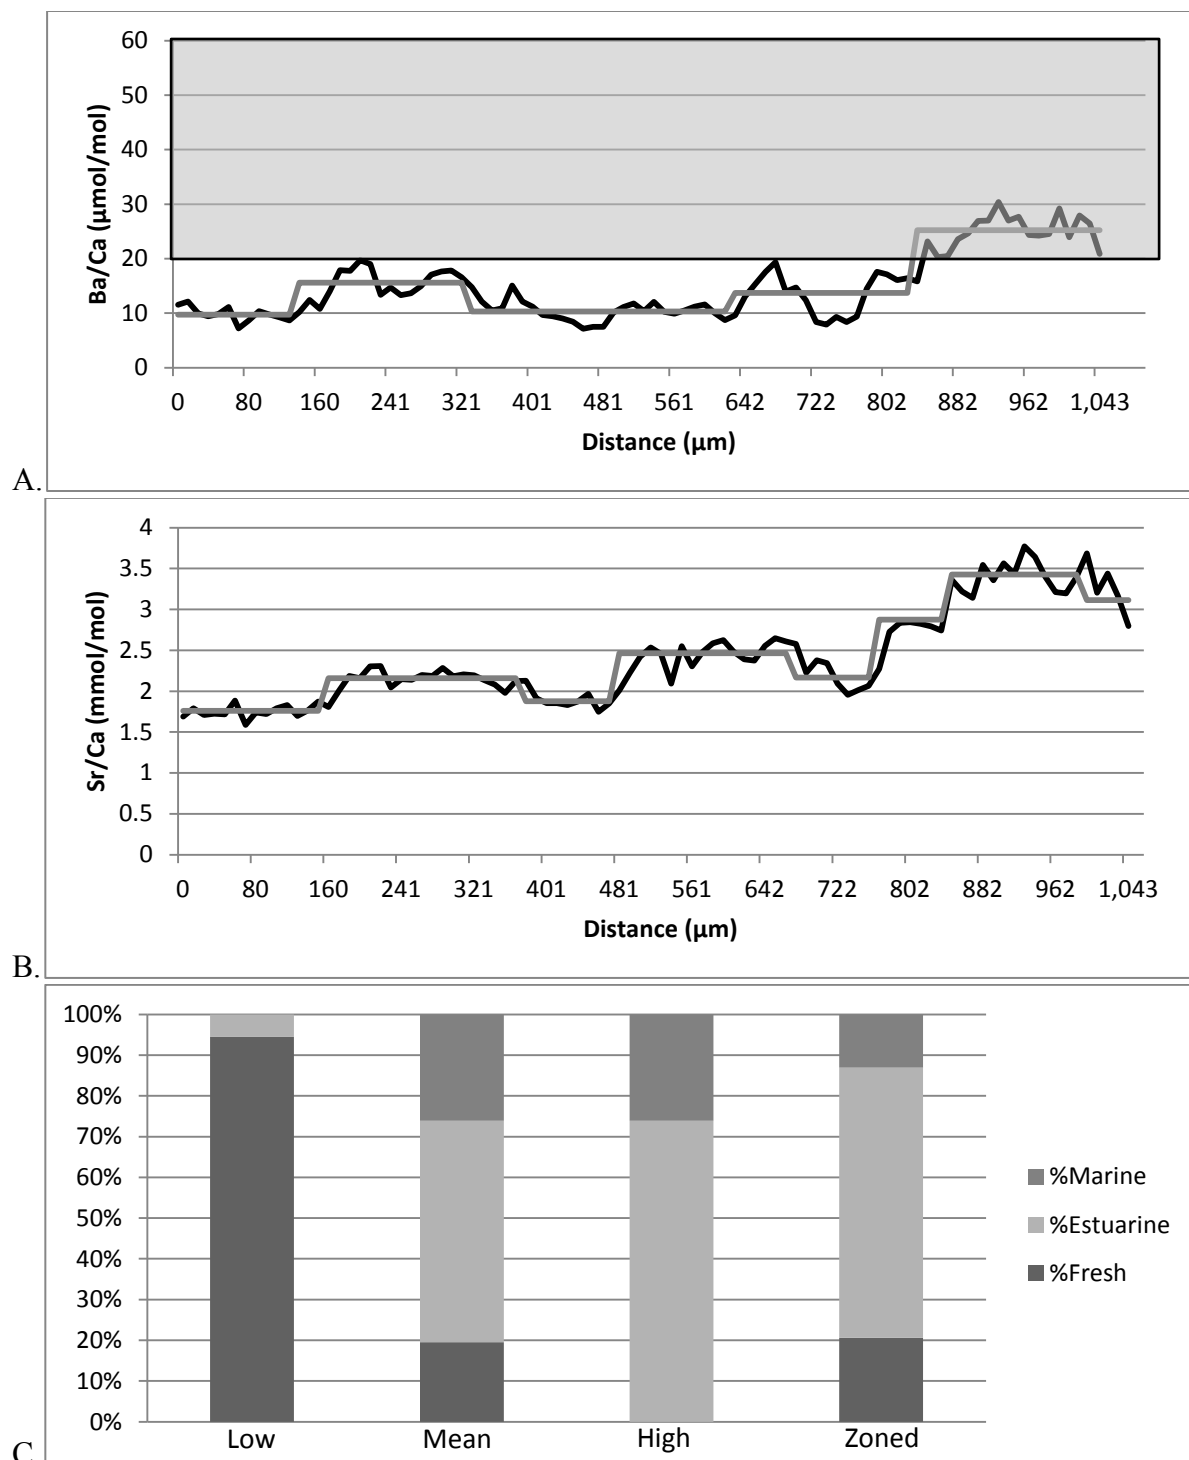 60
50
40
30
20
10
0
Ba/Ca (µmol/mol)
0 80 160 241 321 401 481 561 642 722 802 882 962 1,043
Distance (µm)
A.
4
3.5
3
2.5
2
1.5
1
0.5
0
Sr/Ca (mmol/mol)
0 80 160 241 321 401 481 561 642 722 802 882 962 1,043
Distance (µm)
B.
100%
90%
80%
70%
60%
50%
40%
30%
20%
10%
0%
%Marine
%Estuarine
%Fresh
Low Mean High Zoned
C